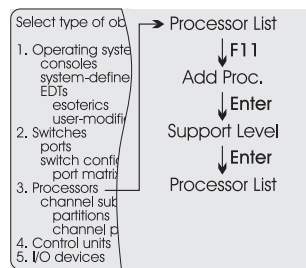 Select type of ob
1. Operating syste
consoles
system-define
EDTs
esoterics
user-modifi
2. Switches
ports
switch config
port matri
3. Processors
channel sub
partitions
channel p
4. Control units
5. I/O devices
Processor List
F11
Add Proc.
Enter
Support Level
Enter
Processor List